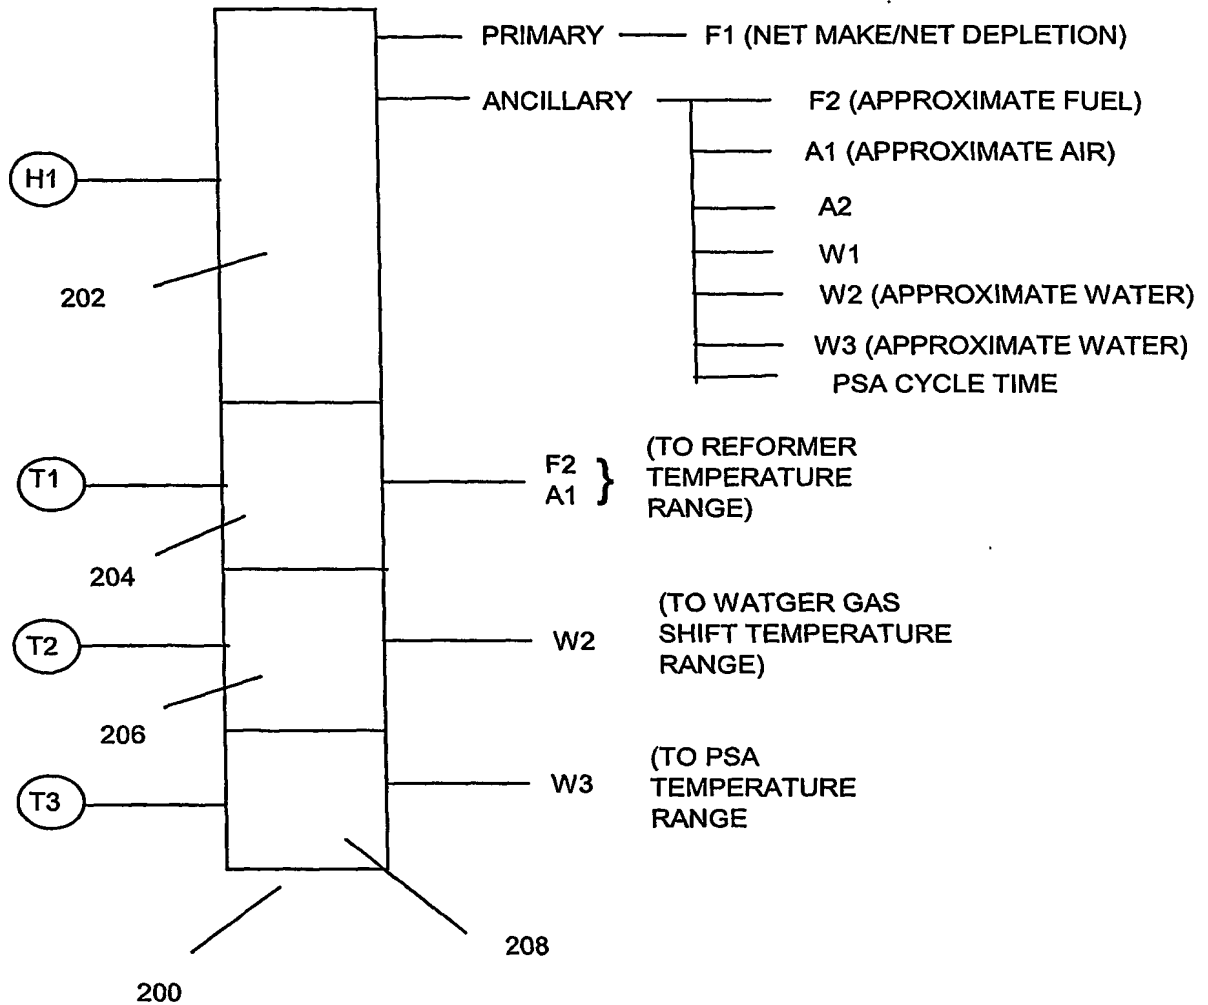 PRIMARY F1 (NET MAKE/NET DEPLETION)
ANCILLARY F2 (APPROXIMATE FUEL)
A1 (APPROXIMATE AIR)
H1
A2
W1
202
W2 (APPROXIMATE WATER)
W3 (APPROXIMATE WATER)
PSA CYCLE TIME
T1
F2
A1
}
(TO REFORMER
TEMPERATURE
RANGE)
204
T2
W2
(TO WATGER GAS
SHIFT TEMPERATURE
RANGE)
206
T3
W3
(TO PSA
TEMPERATURE
RANGE
208
200